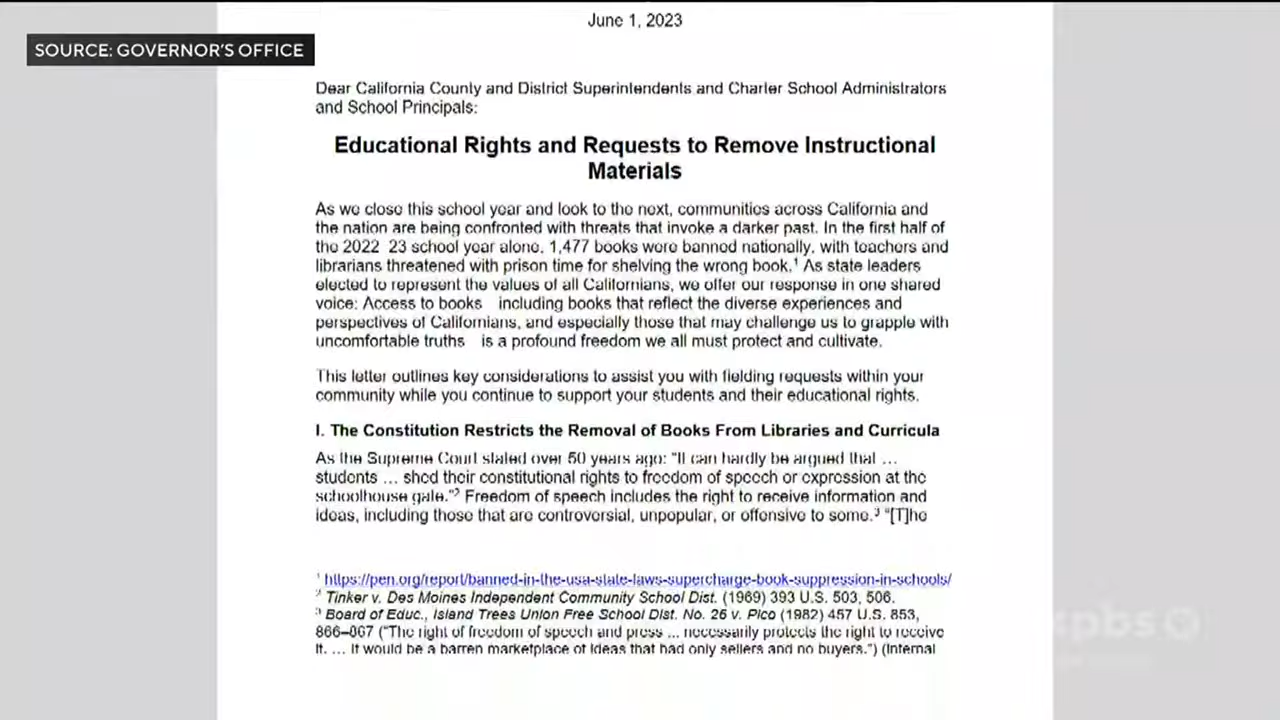 June 1, 2023
SOURCE: GOVERNOR'S OFFICE
Dear California County and District Superintendents and Charter School Administrators
and School Principals:
Educational Rights and Requests to Remove Instructional
Materials
As we close this school year and look to the next, communities across California and
the nation are being confronted with threats that invoke a darker past. In the first half of
the 2022 23 school year alone, 1,477 books were banned nationally, with teachers and
librarians threatened with prison time for shelving the wrong book.¹ As state leaders
elected to represent the values of all Californians, we offer our response in one shared
voice: Access to books including books that reflect the diverse experiences and
perspectives of Californians, and especially those that may challenge us to grapple with
uncomfortable truths is a profound freedom we all must protect and cultivate.
This letter outlines key considerations to assist you with fielding requests within your
community while you continue to support your students and their educational rights.
I. The Constitution Restricts the Removal of Books From Libraries and Curricula
As the Supreme Court stated over 50 years ago: "It can hardly be argued that ...
students ... shed their constitutional rights to freedom of speech or expression at the
schoolhouse gate."² Freedom of speech includes the right to receive information and
ideas, including those that are controversial, unpopular, or offensive to some.³ "[T]he
¹ https://pen.org/report/banned-in-the-usa-state-laws-supercharge-book-suppression-in-schools/
² Tinker v. Des Moines Independent Community School Dist. (1969) 393 U.S. 503, 506.
³ Board of Educ., Island Trees Union Free School Dist. No. 26 v. Pico (1982) 457 U.S. 853,
866–867 ("The right of freedom of speech and press ... necessarily protects the right to receive
it. ... It would be a barren marketplace of ideas that had only sellers and no buyers.") (internal
kpbs